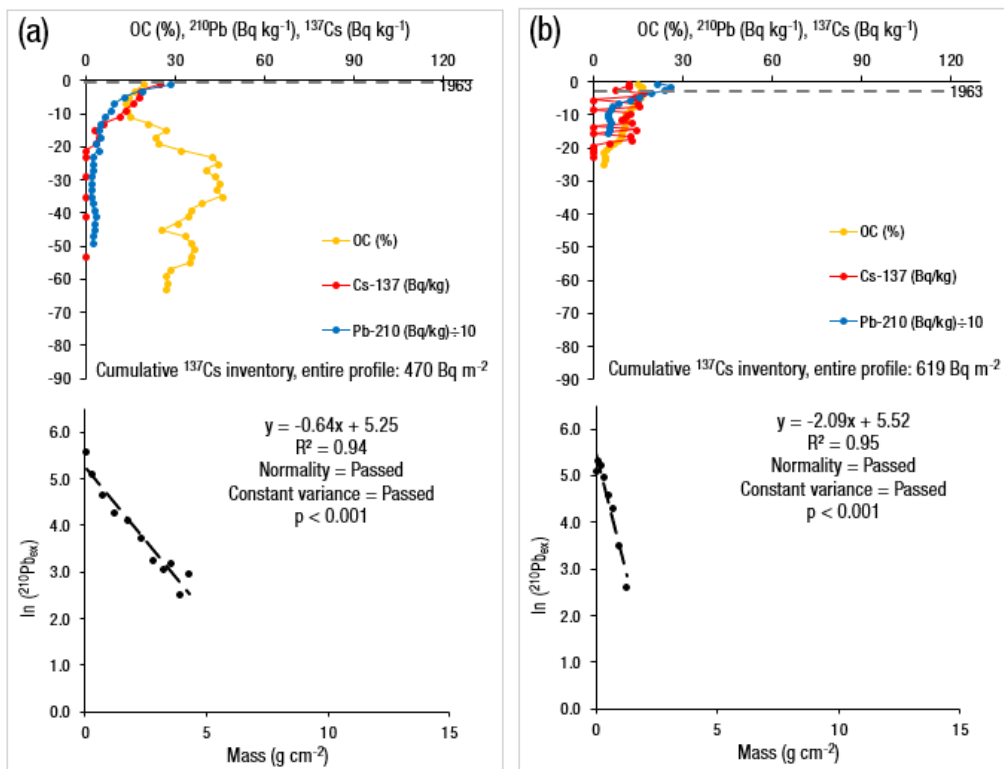 (a)
OC (%), ²¹⁰Pb (Bq kg⁻¹), ¹³⁷Cs (Bq kg⁻¹)
0 30 60 90 120
0
-10
-20
-30
-40
-50
-60
-70
-80
-90
1963
OC (%)
Cs-137 (Bq/kg)
Pb-210 (Bq/kg)÷10
Cumulative ¹³⁷Cs inventory, entire profile: 470 Bq m⁻²
y = -0.64x + 5.25
R² = 0.94
Normality = Passed
Constant variance = Passed
p < 0.001
ln (²¹⁰Pbₑₓ)
6.0
5.0
4.0
3.0
2.0
1.0
0.0
0 5 10 15
Mass (g cm⁻²)
(b)
OC (%), ²¹⁰Pb (Bq kg⁻¹), ¹³⁷Cs (Bq kg⁻¹)
0 30 60 90 120
0
-10
-20
-30
-40
-50
-60
-70
-80
-90
1963
OC (%)
Cs-137 (Bq/kg)
Pb-210 (Bq/kg)÷10
Cumulative ¹³⁷Cs inventory, entire profile: 619 Bq m⁻²
y = -2.09x + 5.52
R² = 0.95
Normality = Passed
Constant variance = Passed
p < 0.001
ln (²¹⁰Pbₑₓ)
6.0
5.0
4.0
3.0
2.0
1.0
0.0
0 5 10 15
Mass (g cm⁻²)